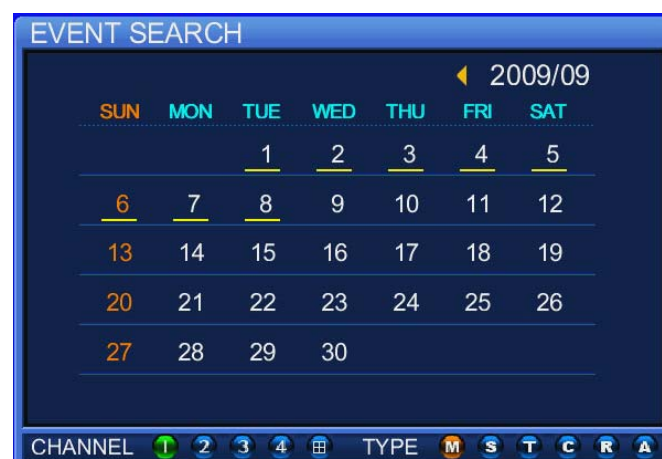 EVENT SEARCH
2009/09
SUN MON TUE WED THU FRI SAT
1 2 3 4 5
6 7 8 9 10 11 12
13 14 15 16 17 18 19
20 21 22 23 24 25 26
27 28 29 30
CHANNEL 1 2 3 4 TYPE M S T C R A